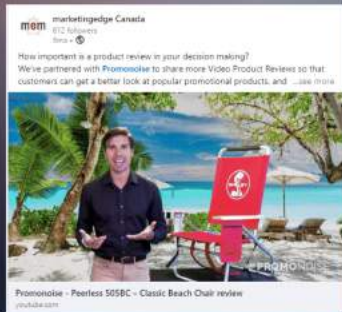 mem
marketingedge Canada
612 followers
How important is a product review in your decision making?
We've partnered with Promonoise to share more Video Product Reviews so that
customers can get a better look at popular promotional products, and ...see more
PROMONOISE
Promonoise - Peerless 505BC - Classic Beach Chair review
youtube.com